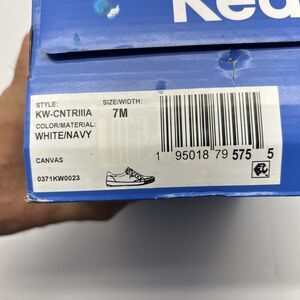 Ked
STYLE: SIZE/WIDTH:
KW-CNTRIIIA 7M
COLOR/MATERIAL:
WHITE/NAVY
CANVAS
1 95018 79 575 5
0371KW0023